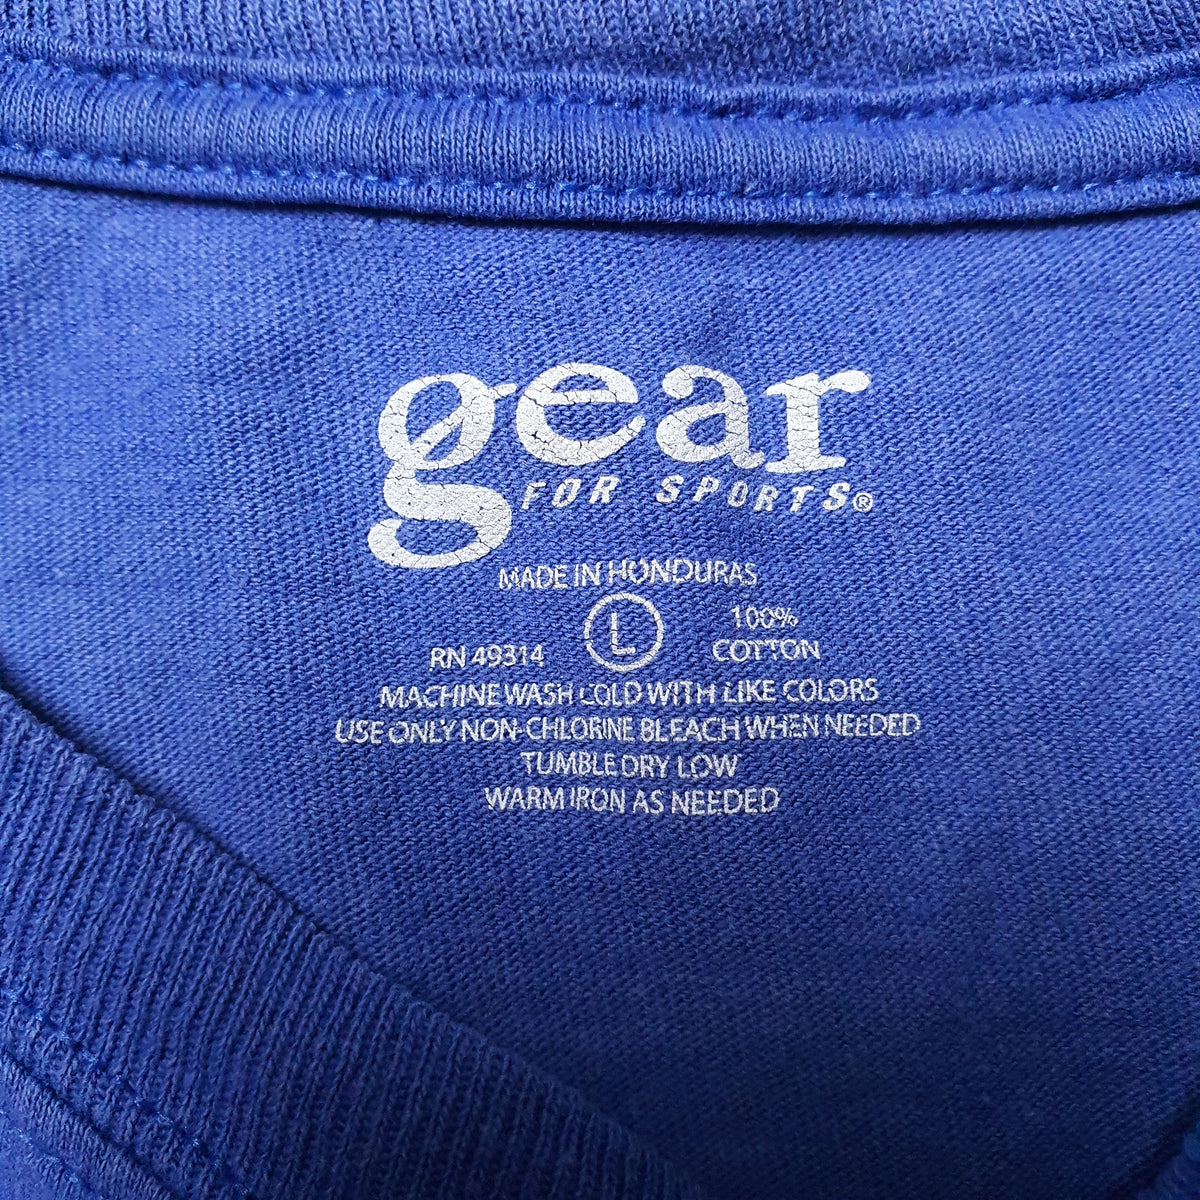 gear
FOR SPORTS®
MADE IN HONDURAS
RN 49314 L 100% COTTON
MACHINE WASH COLD WITH LIKE COLORS
USE ONLY NON-CHLORINE BLEACH WHEN NEEDED
TUMBLE DRY LOW
WARM IRON AS NEEDED